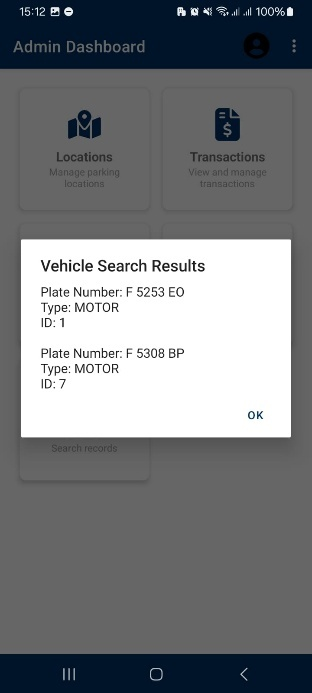 15:12
100%
Admin Dashboard
Locations
Manage parking
locations
Transactions
View and manage
transactions
Vehicle Search Results
Plate Number: F 5253 EO
Type: MOTOR
ID: 1
Plate Number: F 5308 BP
Type: MOTOR
ID: 7
OK
Search records